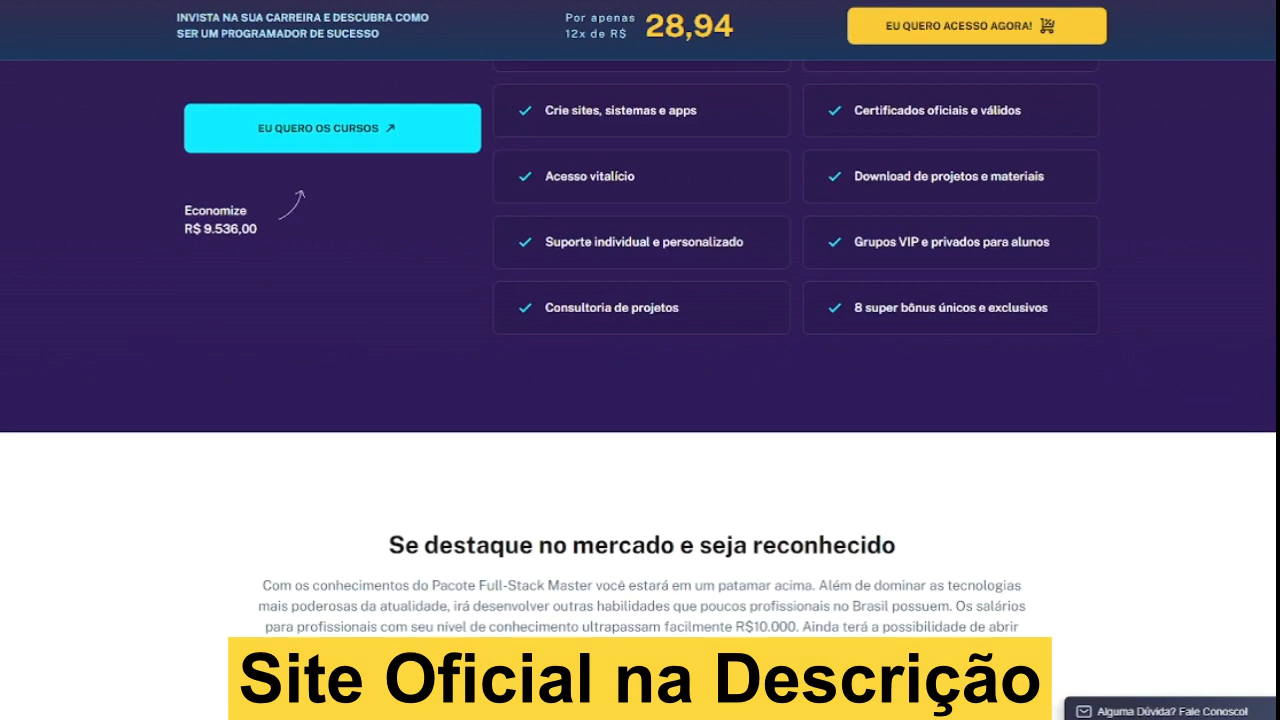 INVISTA NA SUA CARREIRA E DESCUBRA COMO
SER UM PROGRAMADOR DE SUCESSO
Por apenas
12x de R$ 28,94
EU QUERO ACESSO AGORA!
EU QUERO OS CURSOS
Economize
R$ 9.536,00
Crie sites, sistemas e apps
Certificados oficiais e válidos
Acesso vitalício
Download de projetos e materiais
Suporte individual e personalizado
Grupos VIP e privados para alunos
Consultoria de projetos
8 super bônus únicos e exclusivos
Se destaque no mercado e seja reconhecido
Com os conhecimentos do Pacote Full-Stack Master você estará em um patamar acima. Além de dominar as tecnologias
mais poderosas da atualidade, irá desenvolver outras habilidades que poucos profissionais no Brasil possuem. Os salários
para profissionais com seu nível de conhecimento ultrapassam facilmente R$10.000. Ainda terá a possibilidade de abrir
Site Oficial na Descrição
Alguma Dúvida? Fale Conosco!